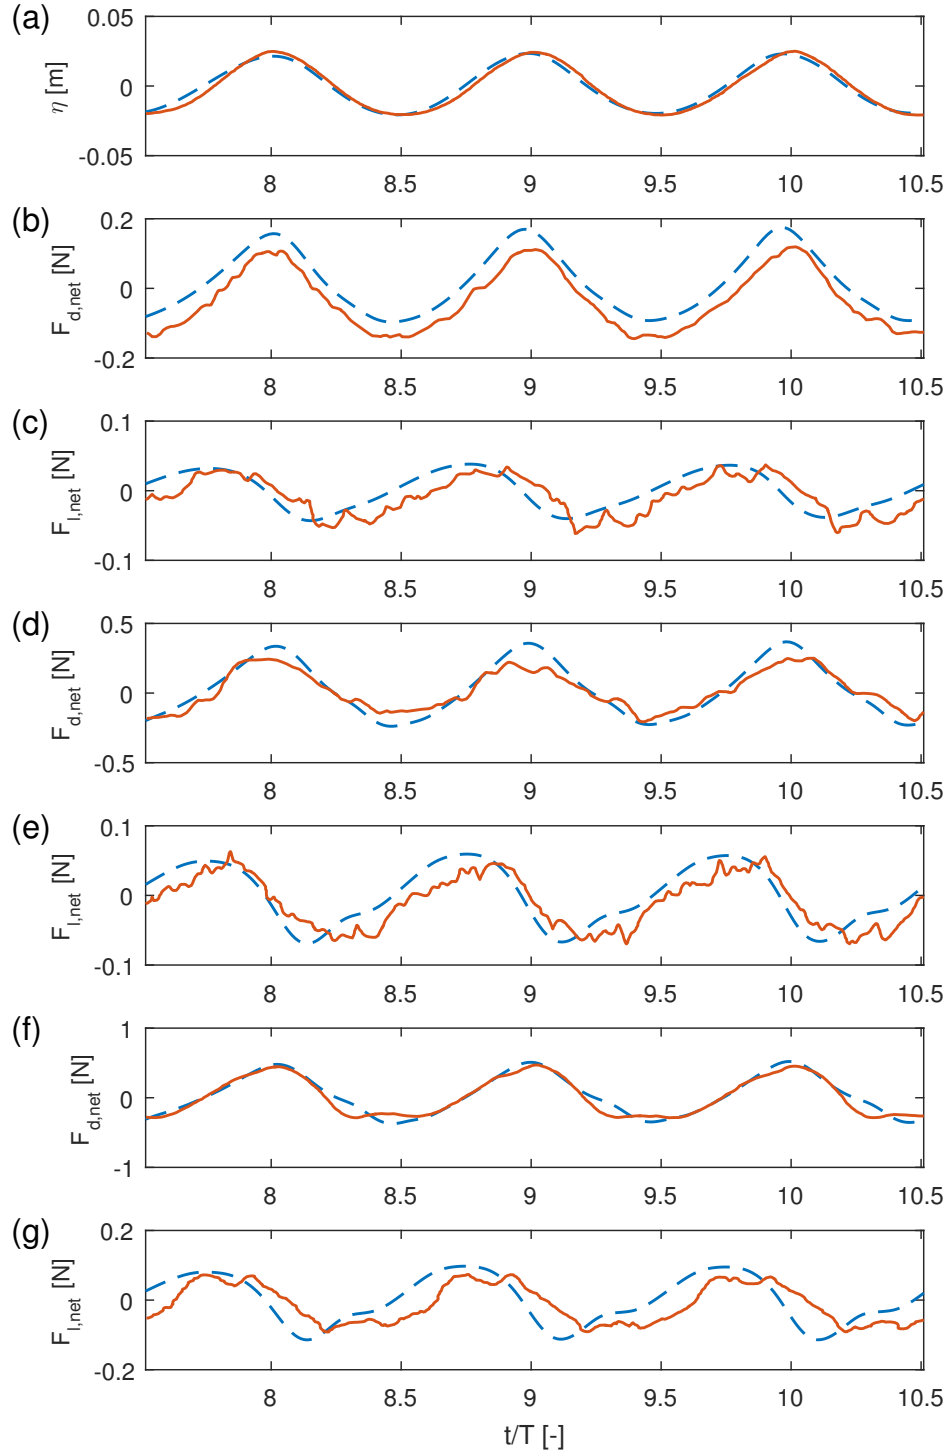 (a)
0.05
0
-0.05
η [m]
8 8.5 9 9.5 10 10.5
(b)
0.2
0
-0.2
F_d,net [N]
8 8.5 9 9.5 10 10.5
(c)
0.1
0
-0.1
F_l,net [N]
8 8.5 9 9.5 10 10.5
(d)
0.5
0
-0.5
F_d,net [N]
8 8.5 9 9.5 10 10.5
(e)
0.1
0
-0.1
F_l,net [N]
8 8.5 9 9.5 10 10.5
(f)
1
0
-1
F_d,net [N]
8 8.5 9 9.5 10 10.5
(g)
0.2
0
-0.2
F_l,net [N]
8 8.5 9 9.5 10 10.5
t/T [-]